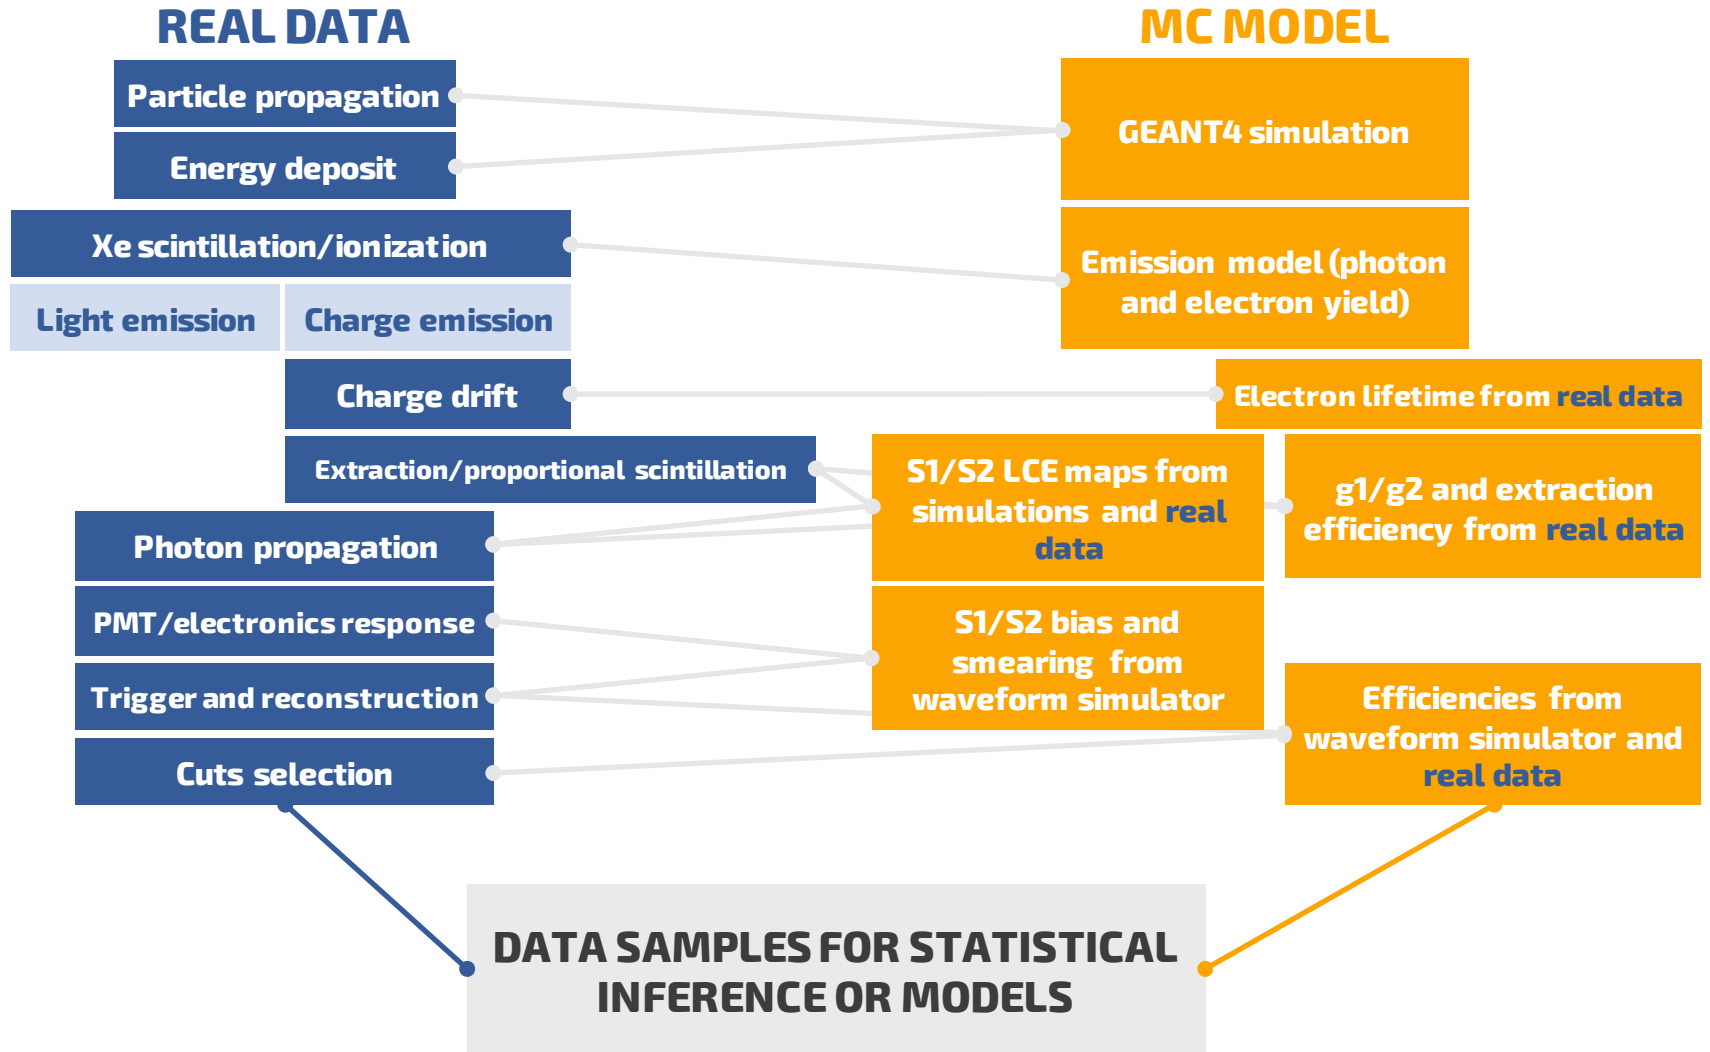 REAL DATA
MC MODEL
Particle propagation
Energy deposit
GEANT4 simulation
Xe scintillation/ionization
Light emission
Charge emission
Emission model (photon
and electron yield)
Charge drift
Electron lifetime from real data
Extraction/proportional scintillation
S1/S2 LCE maps from
simulations and real
data
g1/g2 and extraction
efficiency from real data
Photon propagation
PMT/electronics response
S1/S2 bias and
smearing from
waveform simulator
Trigger and reconstruction
Efficiencies from
waveform simulator and
real data
Cuts selection
DATA SAMPLES FOR STATISTICAL
INFERENCE OR MODELS